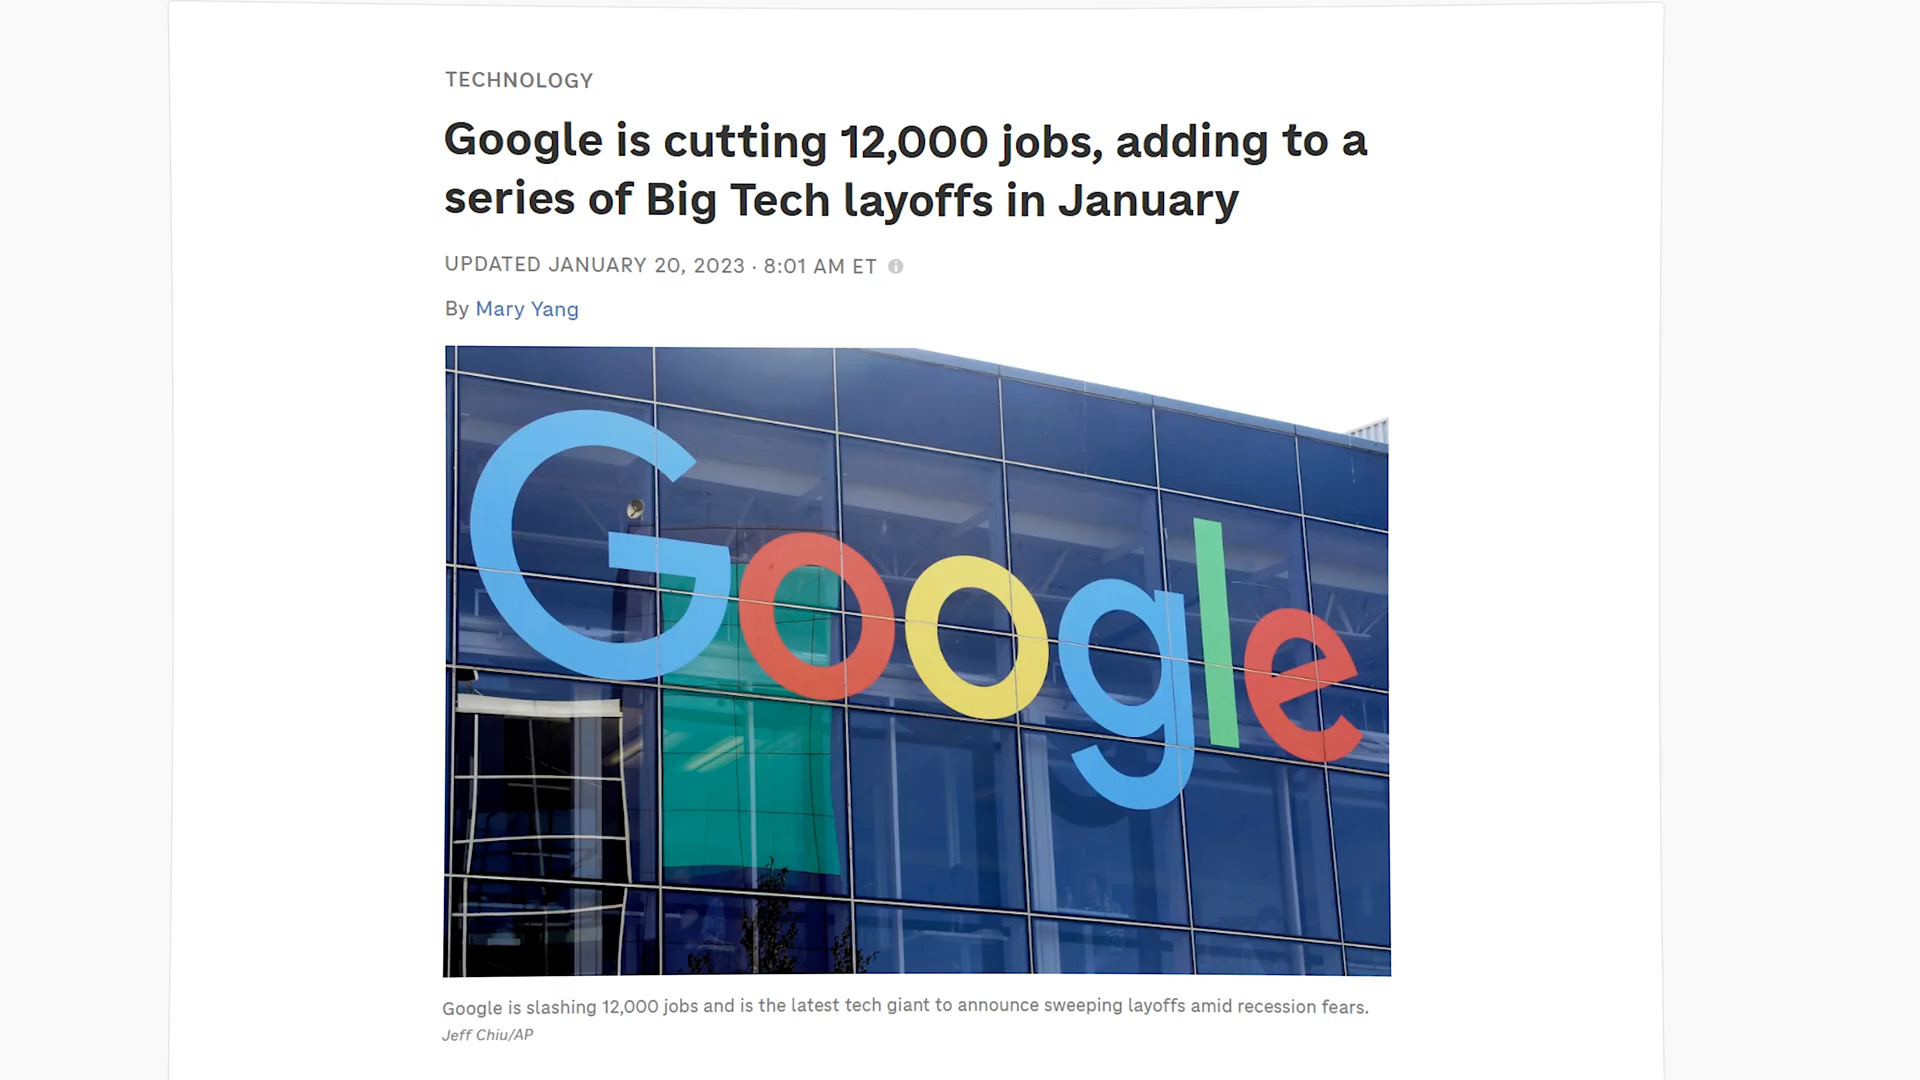 TECHNOLOGY
Google is cutting 12,000 jobs, adding to a
series of Big Tech layoffs in January
UPDATED JANUARY 20, 2023 · 8:01 AM ET
By Mary Yang
Google
Google is slashing 12,000 jobs and is the latest tech giant to announce sweeping layoffs amid recession fears.
Jeff Chiu/AP